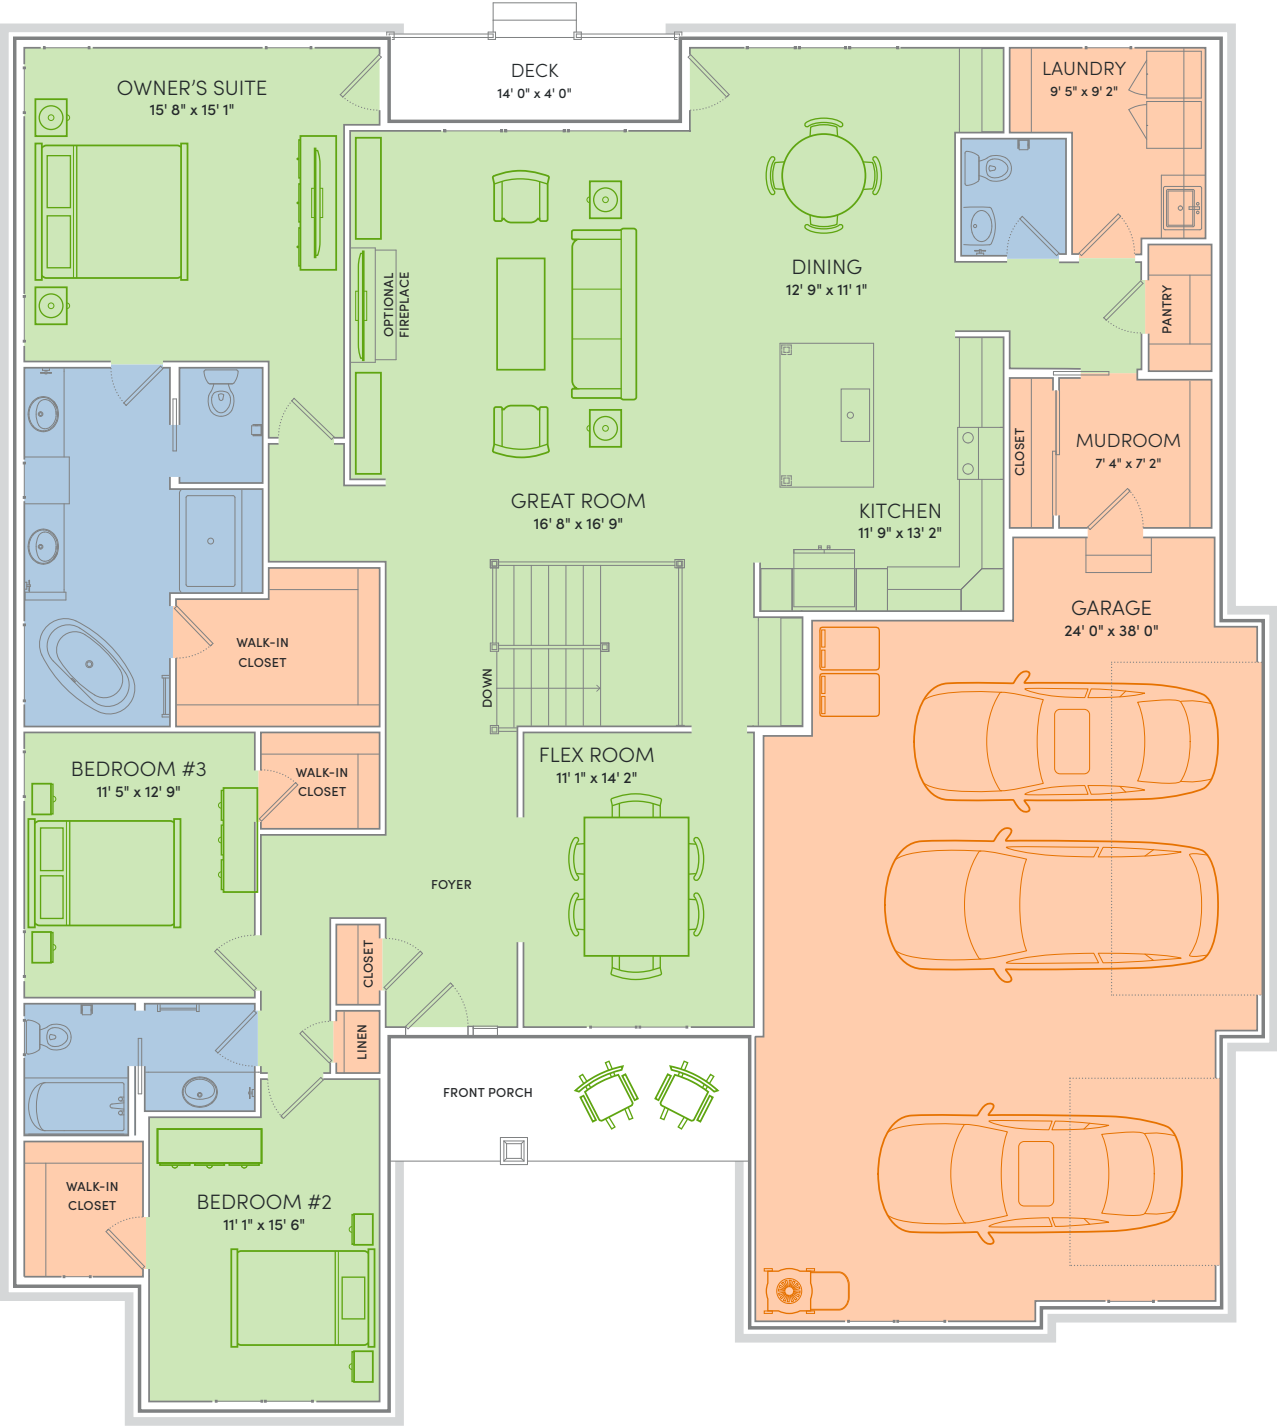 OWNER'S SUITE
15' 8" x 15' 1"
DECK
14' 0" x 4' 0"
LAUNDRY
9' 5" x 9' 2"
OPTIONAL
FIREPLACE
DINING
12' 9" x 11' 1"
PANTRY
CLOSET
MUDROOM
7' 4" x 7' 2"
GREAT ROOM
16' 8" x 16' 9"
KITCHEN
11' 9" x 13' 2"
WALK-IN
CLOSET
DOWN
GARAGE
24' 0" x 38' 0"
BEDROOM #3
11' 5" x 12' 9"
WALK-IN
CLOSET
FLEX ROOM
11' 1" x 14' 2"
FOYER
CLOSET
LINEN
FRONT PORCH
WALK-IN
CLOSET
BEDROOM #2
11' 1" x 15' 6"